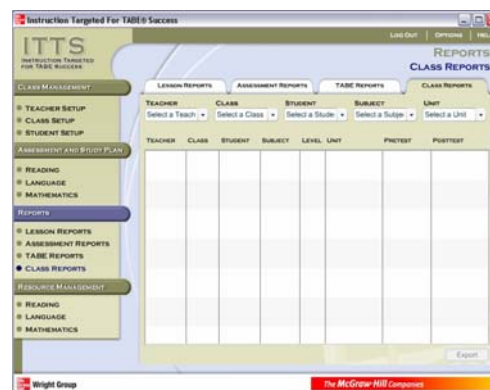 Instruction Targeted For TABE® Success
LOG OUT | OPTIONS | HEL
ITTS
INSTRUCTION TARGETED
FOR TABE SUCCESS
REPORTS
CLASS REPORTS
CLASS MANAGEMENT
TEACHER SETUP
CLASS SETUP
STUDENT SETUP
ASSESSMENT AND STUDY PLAN
READING
LANGUAGE
MATHEMATICS
REPORTS
LESSON REPORTS
ASSESSMENT REPORTS
TABE REPORTS
CLASS REPORTS
RESOURCE MANAGEMENT
READING
LANGUAGE
MATHEMATICS
LESSON REPORTS ASSESSMENT REPORTS TABE REPORTS CLASS REPORTS
TEACHER CLASS STUDENT SUBJECT UNIT
Select a Teach Select a Class Select a Stude Select a Subje Select a Unit
TEACHER CLASS STUDENT SUBJECT LEVEL UNIT PRETEST POSTTEST
Export
Wright Group
The McGraw-Hill Companies